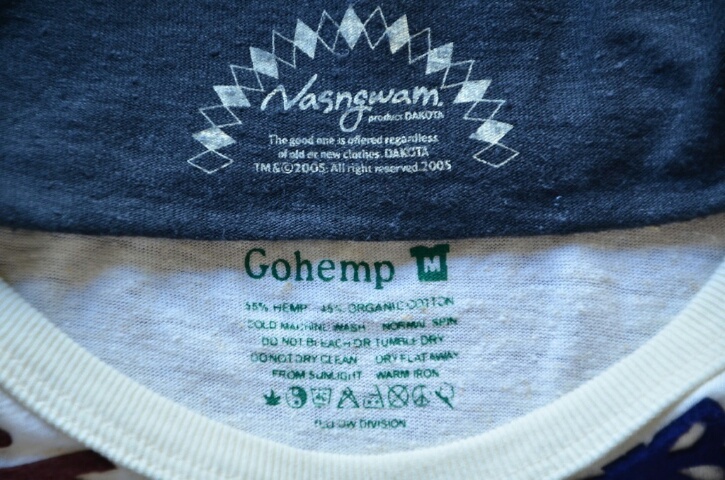 Nasngwam.
product DAKOTA
The good one is offered regardless
of old or new clothes. DAKOTA
TM&©2005. All right reserved.2005
Gohemp M
55% HEMP 45% ORGANIC COTTON
COLD MACHINE WASH NORMAL SPIN
DO NOT BLEACH OR TUMBLE DRY
DO NOT DRY CLEAN DRY FLAT AWAY
FROM SUNLIGHT WARM IRON
DIVISION